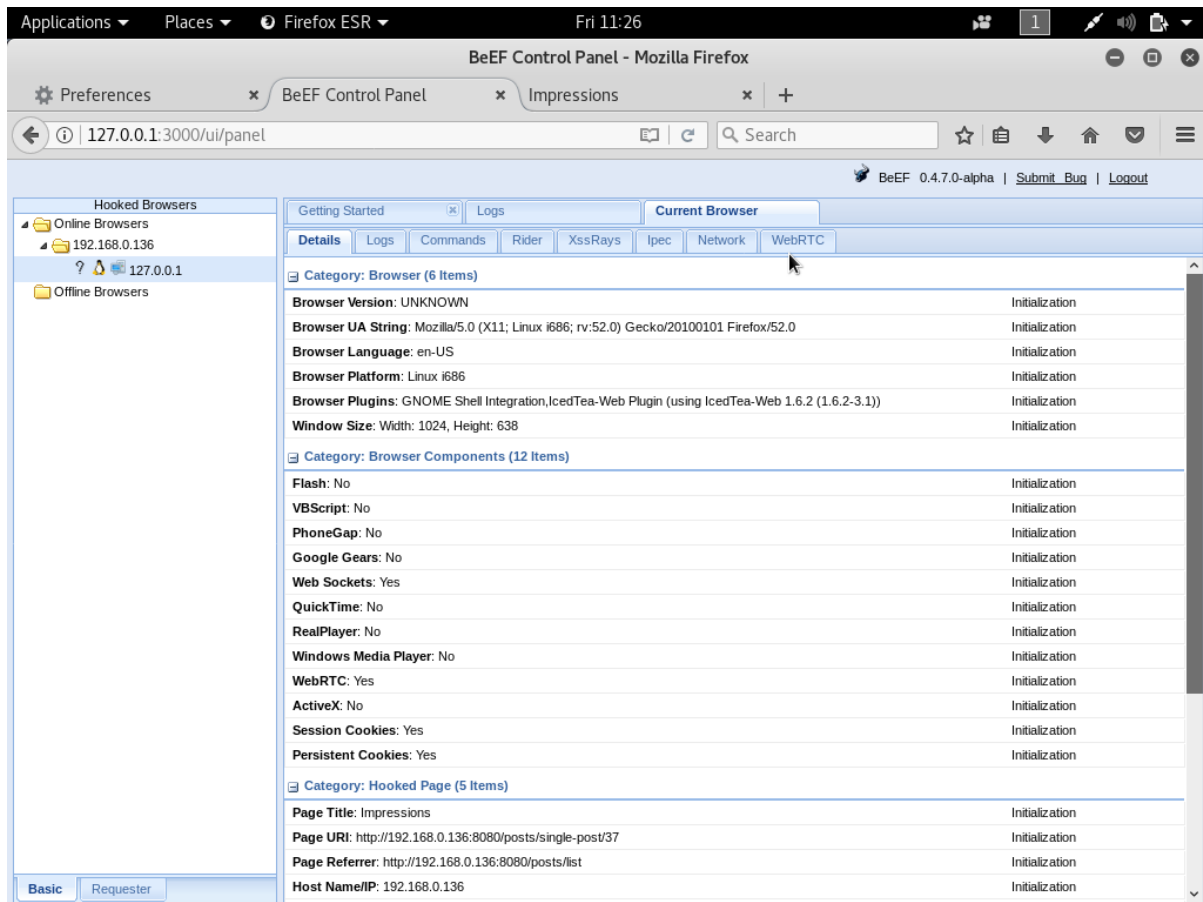 Applications Places Firefox ESR Fri 11:26 1
BeEF Control Panel - Mozilla Firefox
Preferences BeEF Control Panel Impressions
127.0.0.1:3000/ui/panel Search
BeEF 0.4.7.0-alpha | Submit Bug | Logout
Hooked Browsers
Online Browsers
192.168.0.136
? 127.0.0.1
Offline Browsers
Basic Requester
Getting Started Logs Current Browser
Details Logs Commands Rider XssRays Ipec Network WebRTC
Category: Browser (6 Items)
Browser Version: UNKNOWN Initialization
Browser UA String: Mozilla/5.0 (X11; Linux i686; rv:52.0) Gecko/20100101 Firefox/52.0 Initialization
Browser Language: en-US Initialization
Browser Platform: Linux i686 Initialization
Browser Plugins: GNOME Shell Integration,IcedTea-Web Plugin (using IcedTea-Web 1.6.2 (1.6.2-3.1)) Initialization
Window Size: Width: 1024, Height: 638 Initialization
Category: Browser Components (12 Items)
Flash: No Initialization
VBScript: No Initialization
PhoneGap: No Initialization
Google Gears: No Initialization
Web Sockets: Yes Initialization
QuickTime: No Initialization
RealPlayer: No Initialization
Windows Media Player: No Initialization
WebRTC: Yes Initialization
ActiveX: No Initialization
Session Cookies: Yes Initialization
Persistent Cookies: Yes Initialization
Category: Hooked Page (5 Items)
Page Title: Impressions Initialization
Page URI: http://192.168.0.136:8080/posts/single-post/37 Initialization
Page Referrer: http://192.168.0.136:8080/posts/list Initialization
Host Name/IP: 192.168.0.136 Initialization